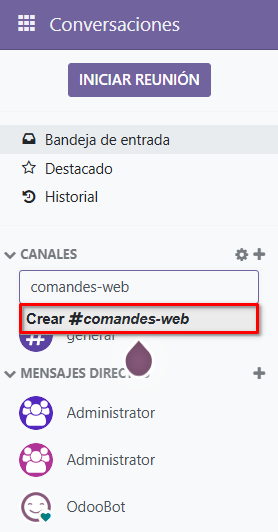 Conversaciones
INICIAR REUNIÓN
Bandeja de entrada
Destacado
Historial
CANALES
comandes-web
Crear #comandes-web
general
MENSAJES DIREC
Administrator
Administrator
OdooBot